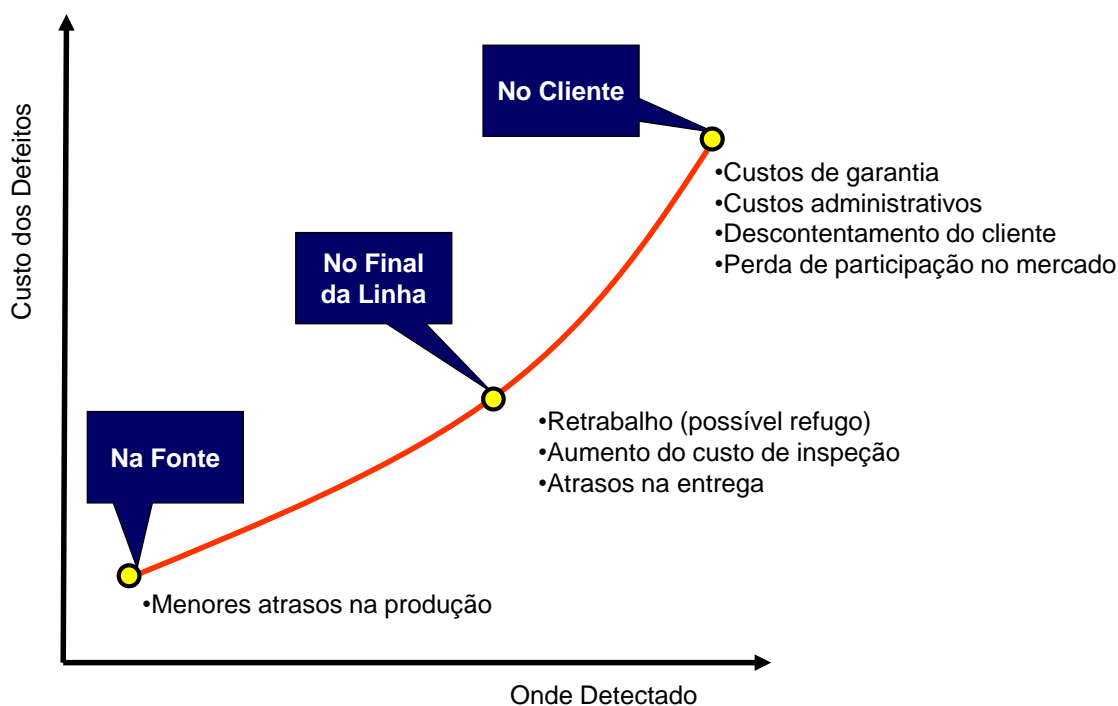 Custo dos Defeitos
No Cliente
•Custos de garantia
•Custos administrativos
•Descontentamento do cliente
•Perda de participação no mercado
No Final
da Linha
•Retrabalho (possível refugo)
•Aumento do custo de inspeção
•Atrasos na entrega
Na Fonte
•Menores atrasos na produção
Onde Detectado